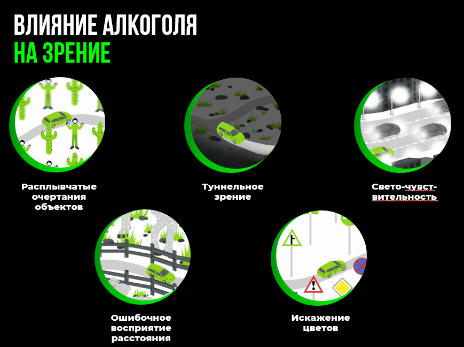 ВЛИЯНИЕ АЛКОГОЛЯ
НА ЗРЕНИЕ
Расплывчатые
очертания
объектов
Туннельное
зрение
Свето-чувст-
вительность
Ошибочное
восприятие
расстояния
Искажение
цветов